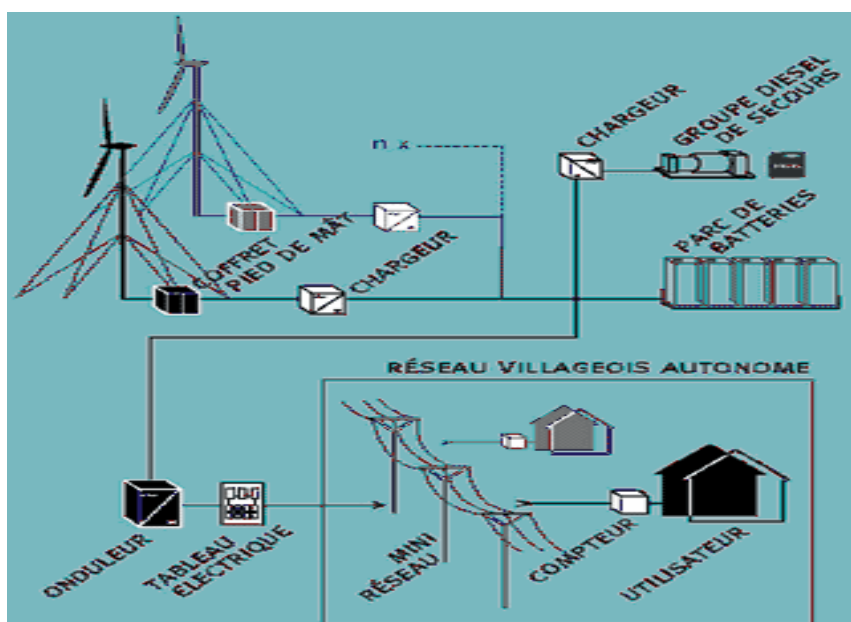 n x
CHARGEUR
GROUPE DIESEL
DE SECOURS
COFFRET
PIED DE MÂT
CHARGEUR
PARC DE
BATTERIES
RÉSEAU VILLAGEOIS AUTONOME
ONDULEUR
TABLEAU
ÉLECTRIQUE
MINI
RÉSEAU
COMPTEUR
UTILISATEUR